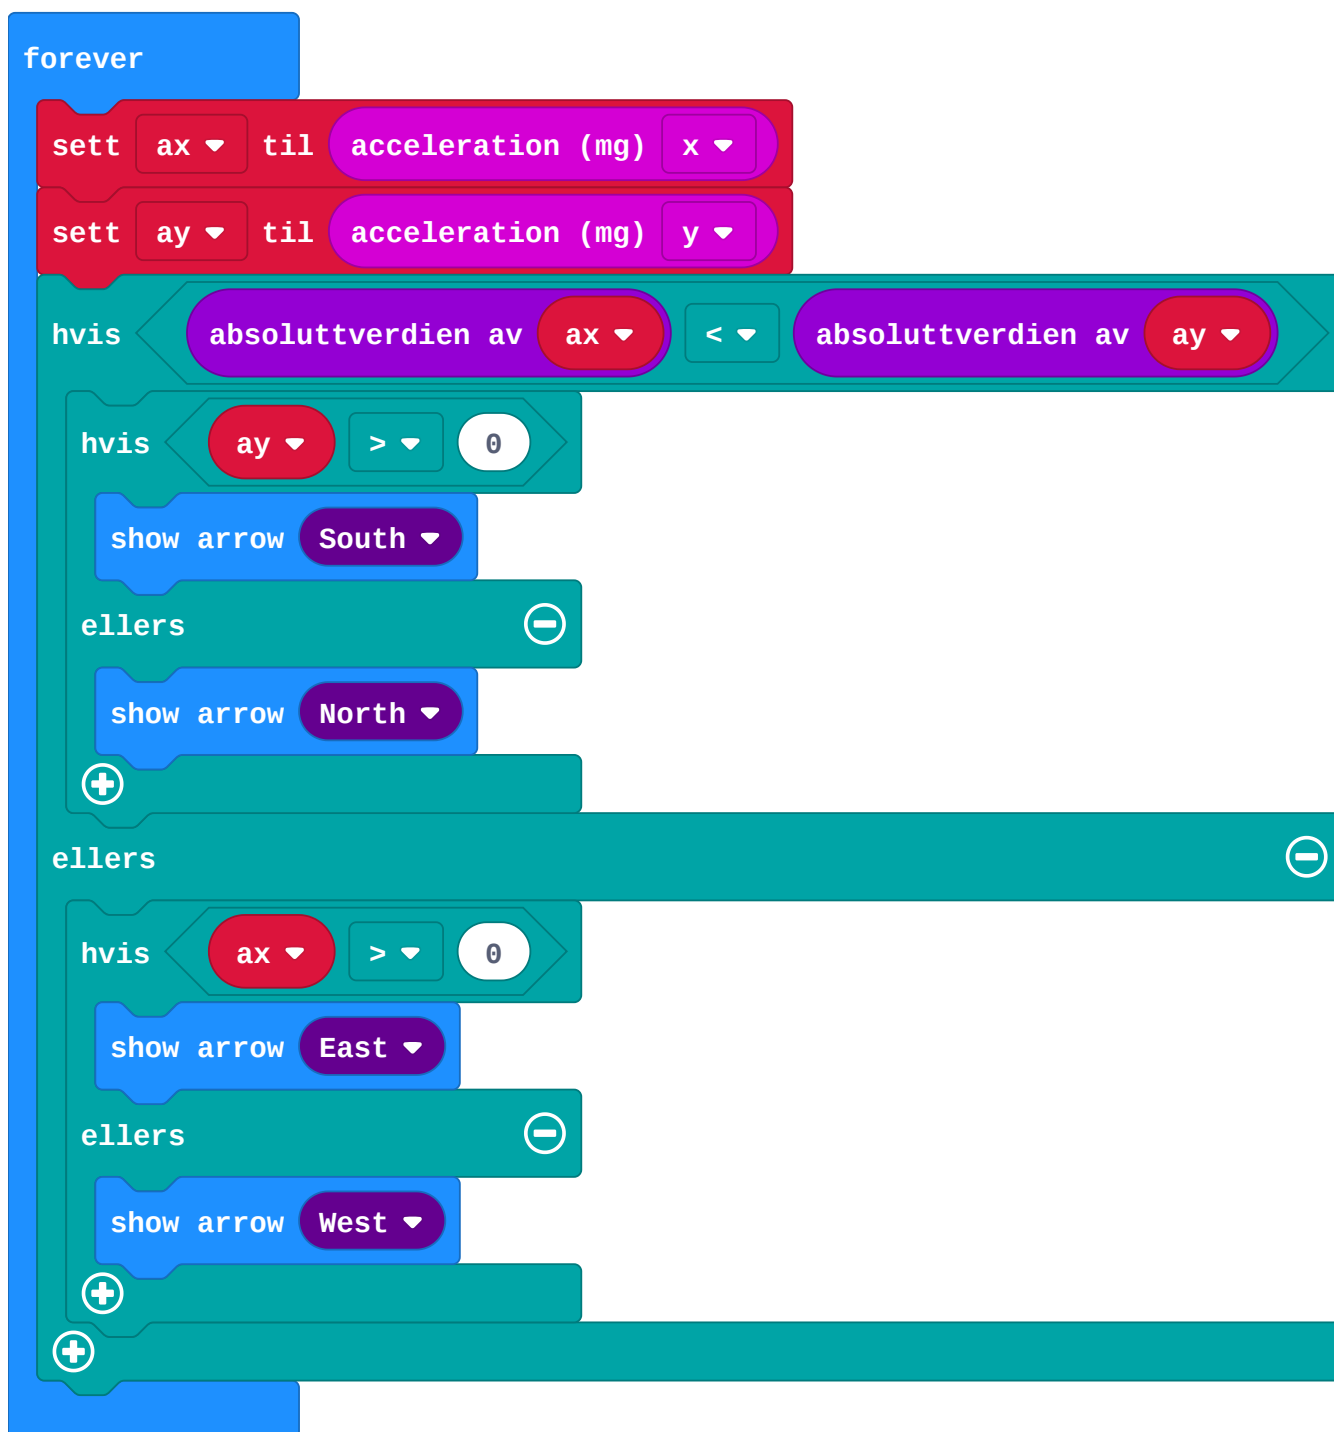 forever
sett ax til acceleration (mg) x
sett ay til acceleration (mg) y
hvis absoluttverdien av ax < absoluttverdien av ay
hvis ay > 0
show arrow South
ellers
show arrow North
ellers
hvis ax > 0
show arrow East
ellers
show arrow West